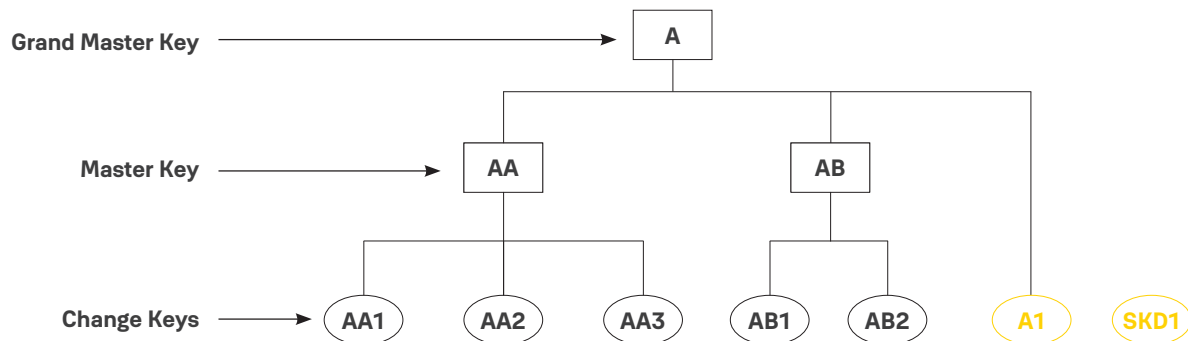 Grand Master Key A
Master Key AA AB
Change Keys AA1 AA2 AA3 AB1 AB2 A1 SKD1